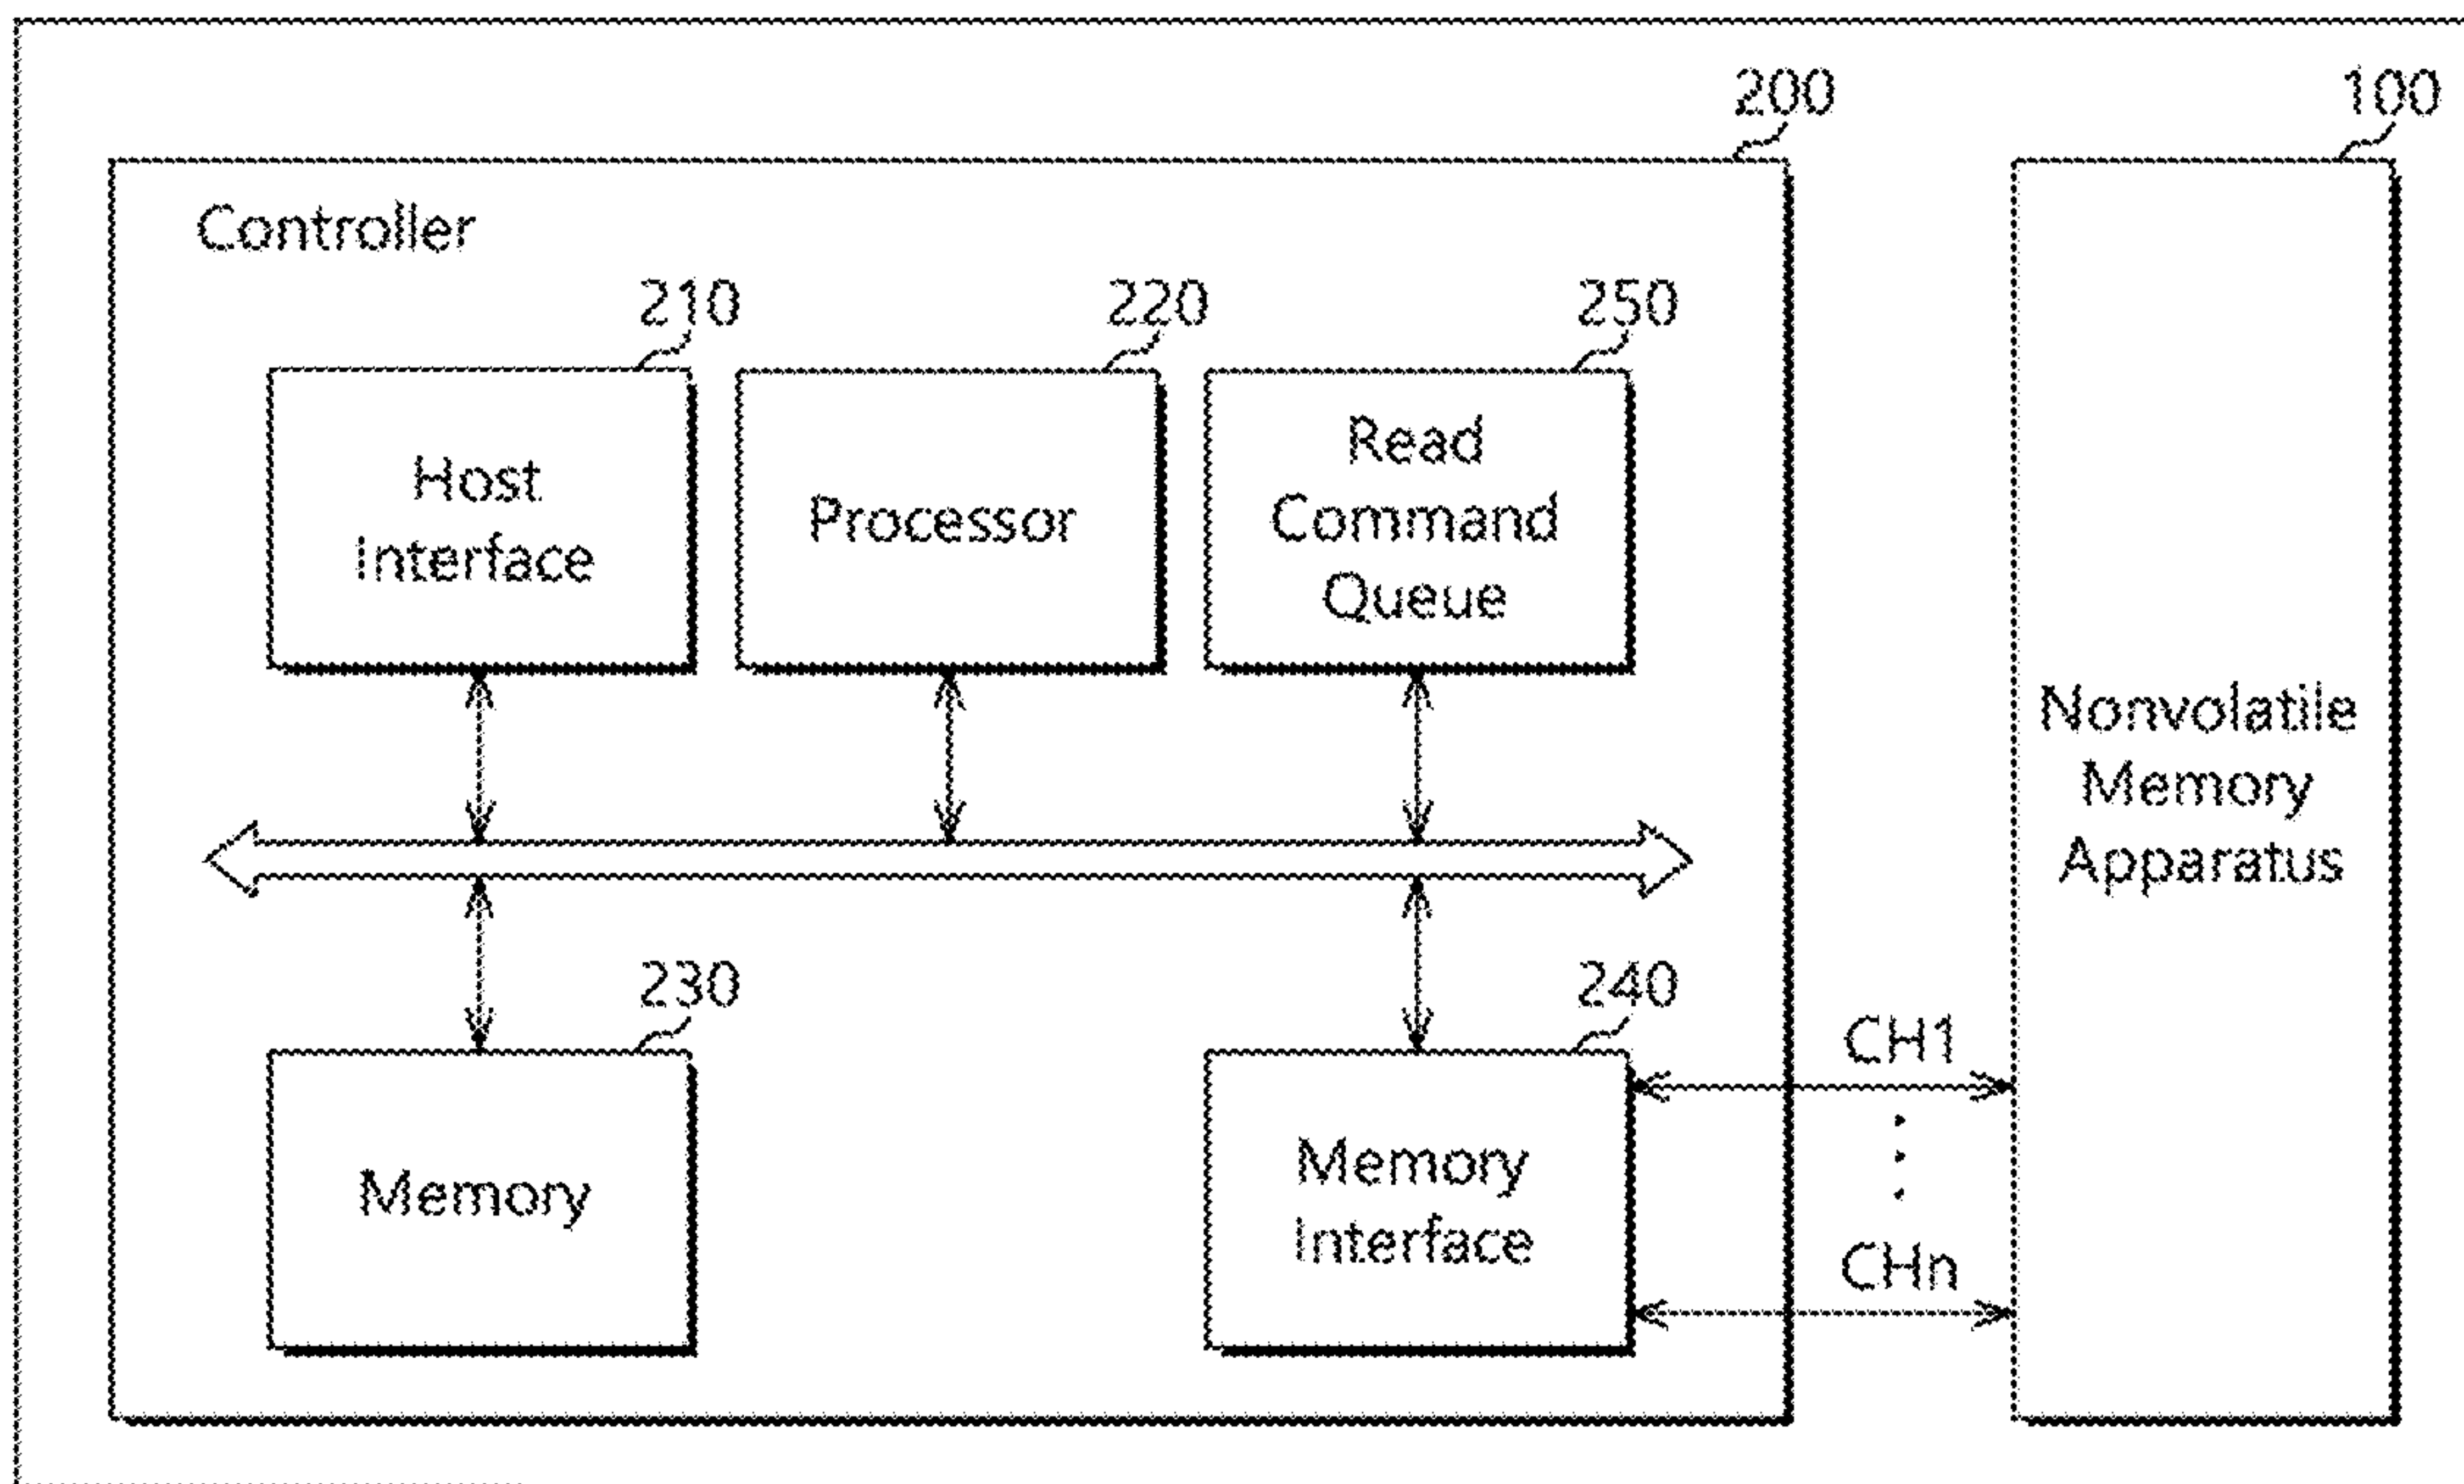 200
100
Controller
210
220
250
Host
Interface
Processor
Read
Command
Queue
Nonvolatile
Memory
Apparatus
230
240
CH1
Memory
Memory
Interface
CHn